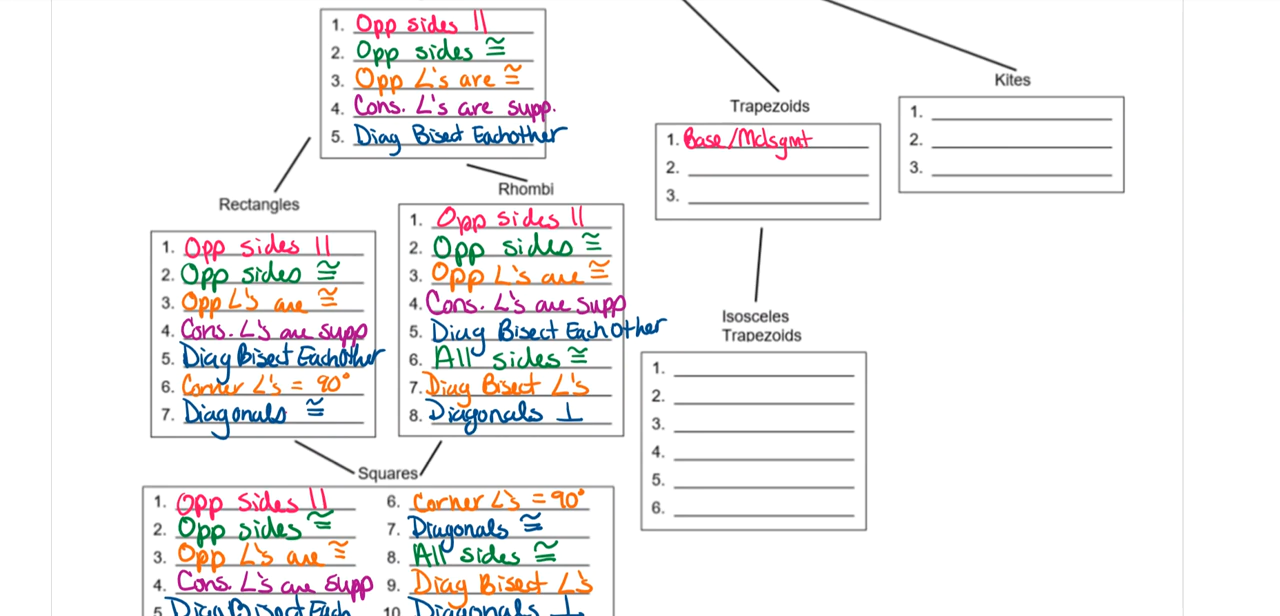 1. Opp sides ||
2. Opp sides ≅
3. Opp ∠'s are ≅
4. Cons. ∠'s are supp.
5. Diag Bisect Eachother
Kites
1.
2.
3.
Trapezoids
1. Base/Mdsgmt
2.
3.
Rectangles
1. Opp sides ||
2. Opp sides ≅
3. Opp ∠'s are ≅
4. Cons. ∠'s are supp
5. Diag Bisect EachOther
6. Corner ∠'s = 90°
7. Diagonals ≅
Rhombi
1. Opp sides ||
2. Opp sides ≅
3. Opp ∠'s are ≅
4. Cons. ∠'s are supp
5. Diag Bisect EachOther
6. All sides ≅
7. Diag Bisect ∠'s
8. Diagonals ⊥
Isosceles
Trapezoids
1.
2.
3.
4.
5.
6.
Squares
1. Opp Sides ||
2. Opp sides ≅
3. Opp ∠'s are ≅
4. Cons. ∠'s are supp
5. Diag Bisect Each
6. Corner ∠'s = 90°
7. Diagonals ≅
8. All sides ≅
9. Diag Bisect ∠'s
10. Diagonals ⊥